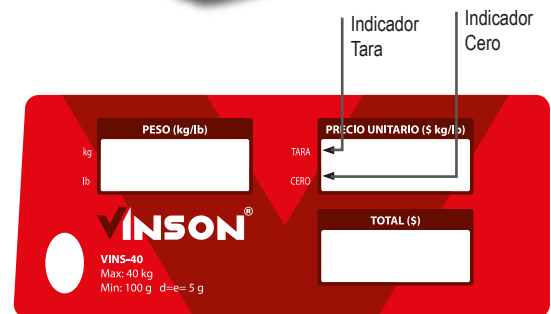 Indicador
Tara
Indicador
Cero
PESO (kg/lb)
PRECIO UNITARIO ($ kg/lb)
kg
lb
TARA
CERO
VINSON®
TOTAL ($)
VINS-40
Max: 40 kg
Min: 100 g d=e= 5 g